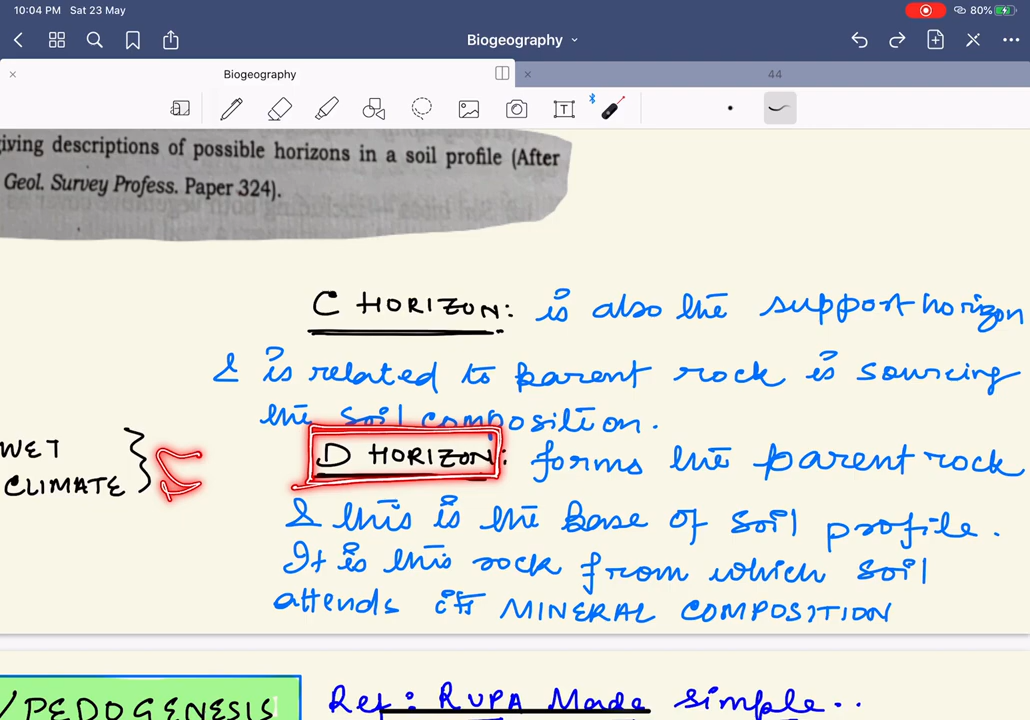 10:04 PM Sat 23 May
80%
Biogeography
Biogeography
44
T
iving descriptions of possible horizons in a soil profile (After
Geol. Survey Profess. Paper 324).
C HORIZON: is also the support horizon
& is related to parent rock is sourcing
the soil composition.
WET
CLIMATE
D HORIZON: forms the parent rock
& this is the base of soil profile.
It is this rock from which soil
attends its MINERAL COMPOSITION
/PEDOGENESIS
Ref: RUPA Made simple..